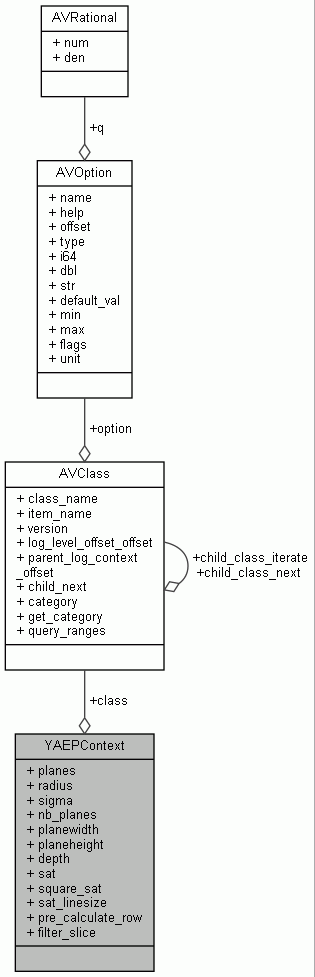 AVRational
+ num
+ den
+q
AVOption
+ name
+ help
+ offset
+ type
+ i64
+ dbl
+ str
+ default_val
+ min
+ max
+ flags
+ unit
+option
AVClass
+ class_name
+ item_name
+ version
+ log_level_offset_offset
+ parent_log_context
_offset
+ child_next
+ category
+ get_category
+ query_ranges
+child_class_iterate
+child_class_next
+class
YAEPContext
+ planes
+ radius
+ sigma
+ nb_planes
+ planewidth
+ planeheight
+ depth
+ sat
+ square_sat
+ sat_linesize
+ pre_calculate_row
+ filter_slice